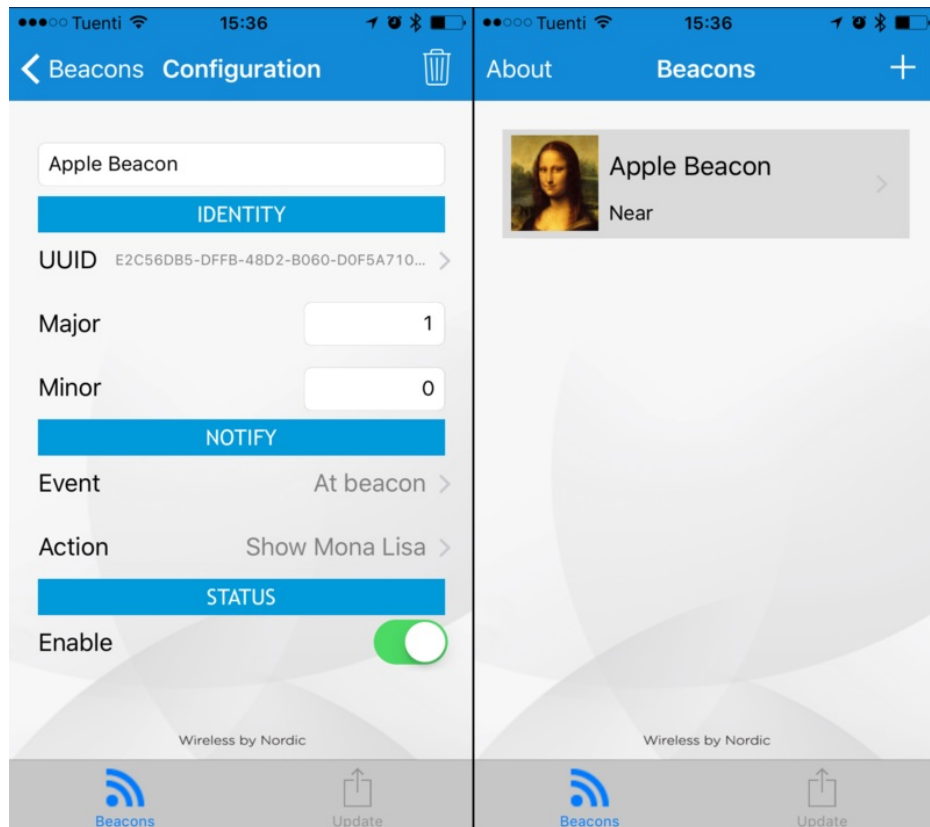 Tuenti 15:36
Beacons Configuration
Apple Beacon
IDENTITY
UUID E2C56DB5-DFFB-48D2-B060-D0F5A710...
Major 1
Minor 0
NOTIFY
Event At beacon
Action Show Mona Lisa
STATUS
Enable
Wireless by Nordic
Beacons Update
Tuenti 15:36
About Beacons +
Apple Beacon
Near
Wireless by Nordic
Beacons Update